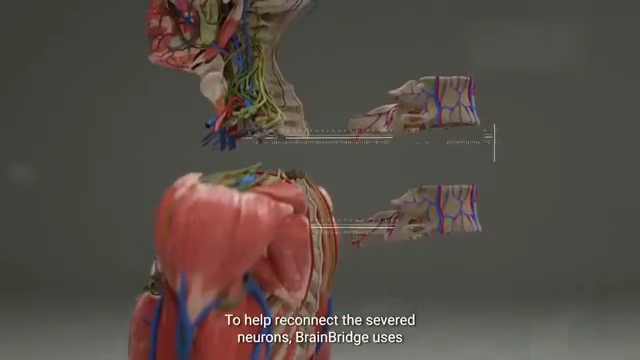 To help reconnect the severed
neurons, BrainBridge uses